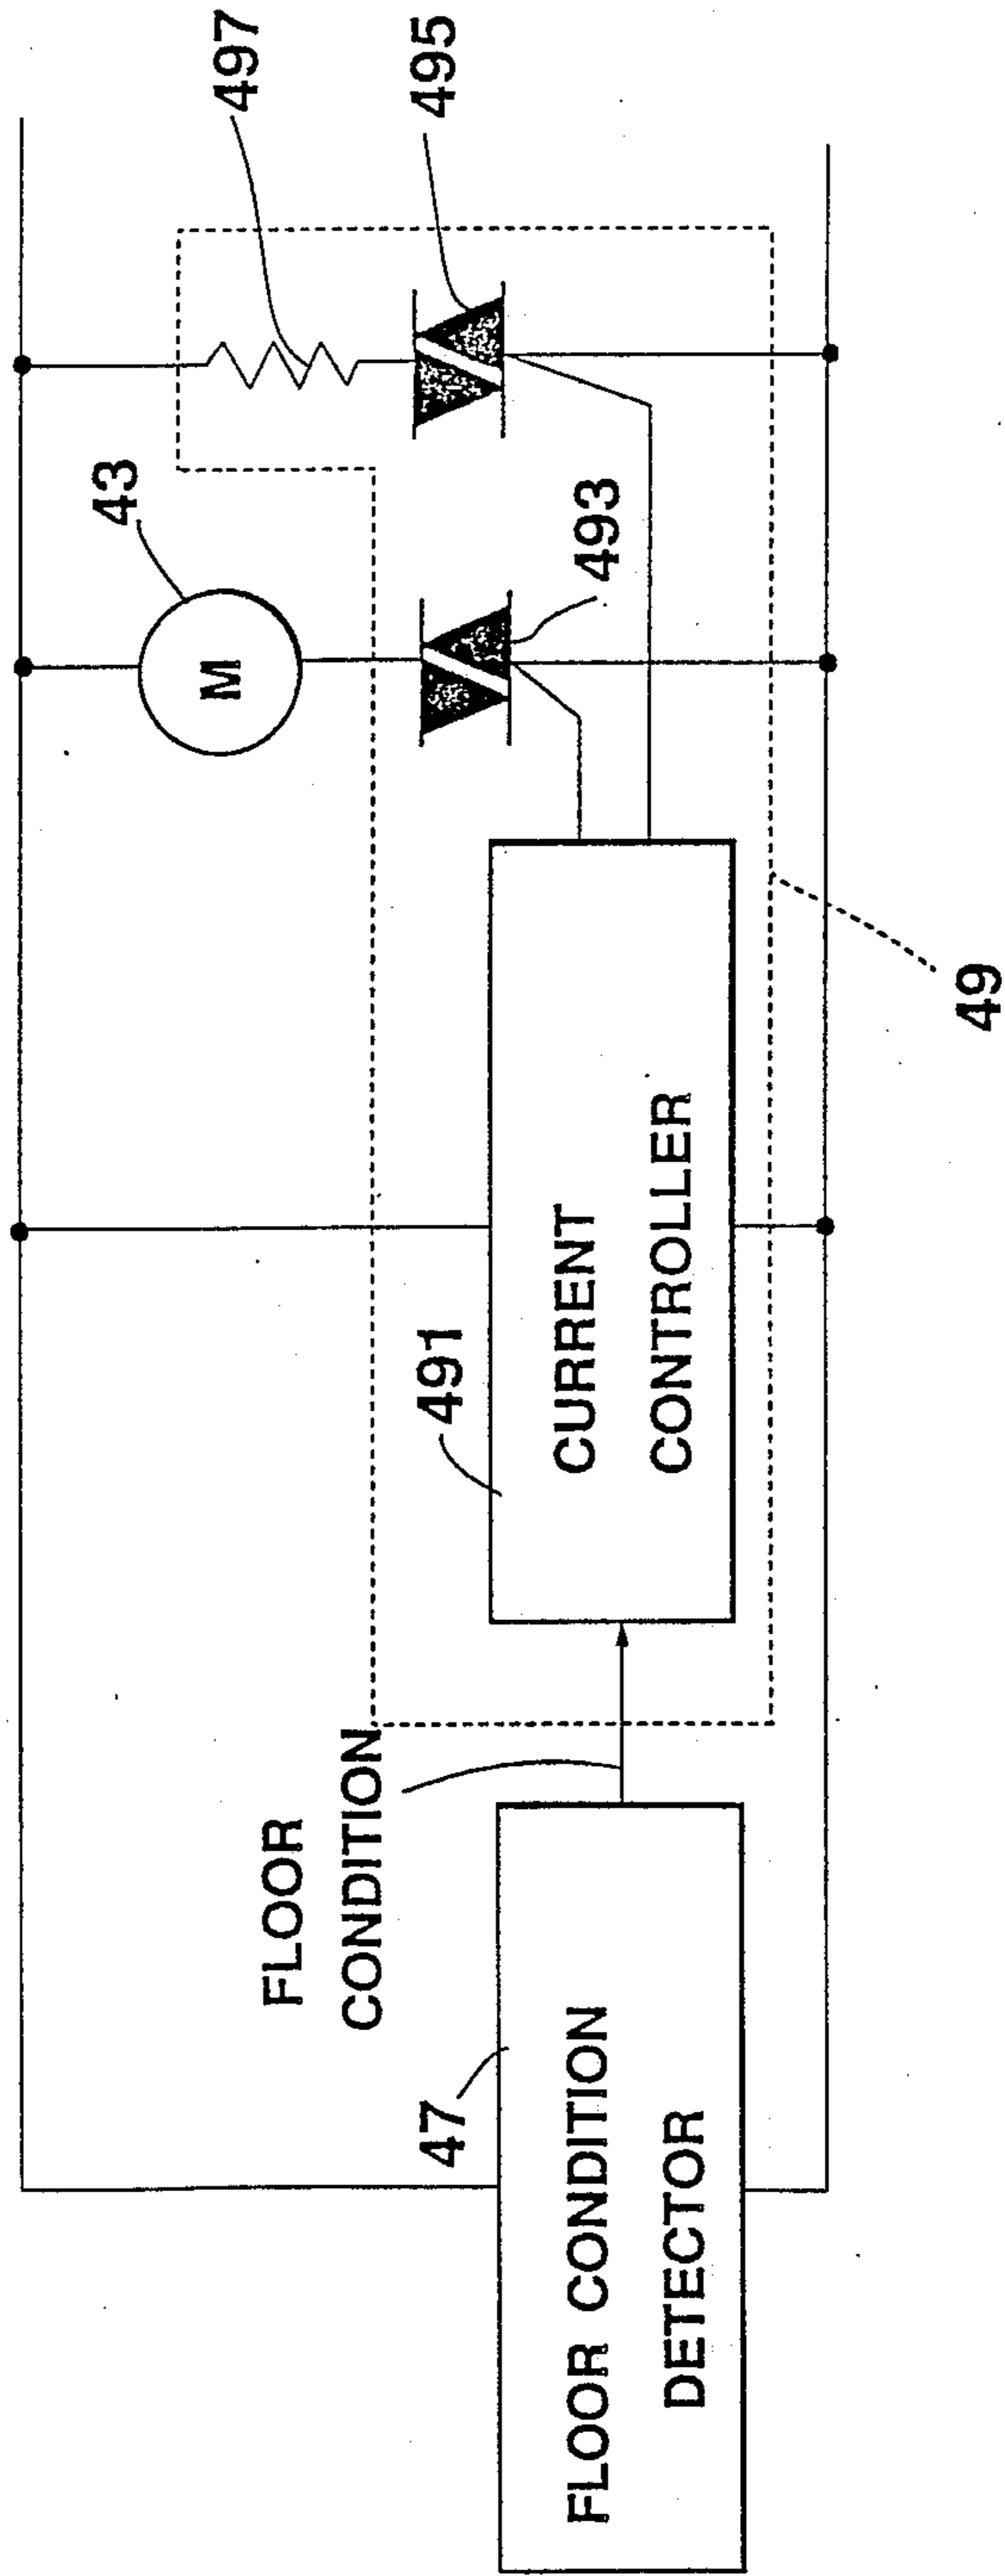 FLOOR CONDITION
DETECTOR
47
FLOOR
CONDITION
491
CURRENT
CONTROLLER
49
43
M
493
497
495